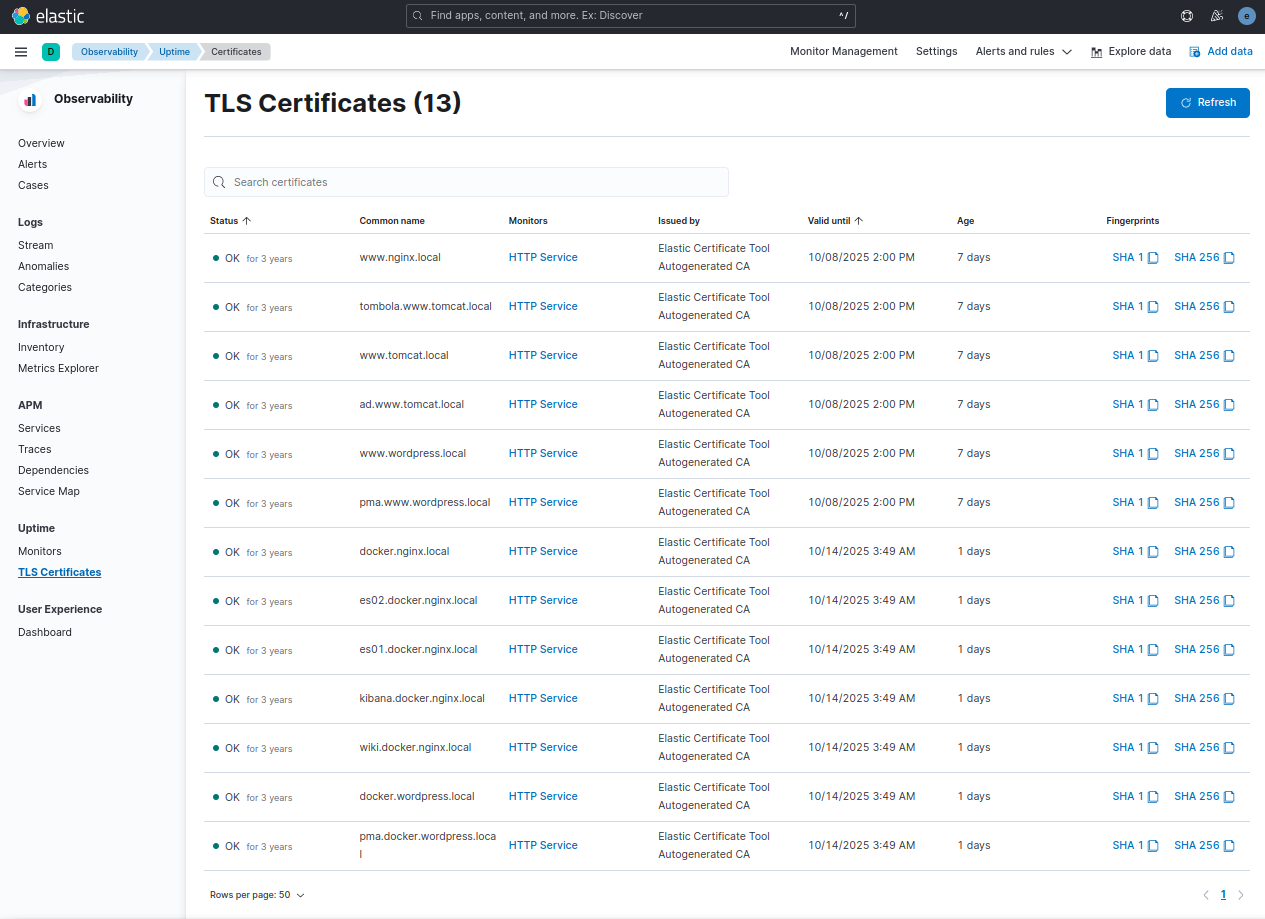 elastic
Find apps, content, and more. Ex: Discover
^/
e
D
Observability
Uptime
Certificates
Monitor Management
Settings
Alerts and rules
Explore data
Add data
Observability
Overview
Alerts
Cases
Logs
Stream
Anomalies
Categories
Infrastructure
Inventory
Metrics Explorer
APM
Services
Traces
Dependencies
Service Map
Uptime
Monitors
TLS Certificates
User Experience
Dashboard
TLS Certificates (13)
Refresh
Search certificates
Status Common name Monitors Issued by Valid until Age Fingerprints
OK for 3 years www.nginx.local HTTP Service Elastic Certificate Tool 10/08/2025 2:00 PM 7 days SHA 1 SHA 256
Autogenerated CA
OK for 3 years tombola.www.tomcat.local HTTP Service Elastic Certificate Tool 10/08/2025 2:00 PM 7 days SHA 1 SHA 256
Autogenerated CA
OK for 3 years www.tomcat.local HTTP Service Elastic Certificate Tool 10/08/2025 2:00 PM 7 days SHA 1 SHA 256
Autogenerated CA
OK for 3 years ad.www.tomcat.local HTTP Service Elastic Certificate Tool 10/08/2025 2:00 PM 7 days SHA 1 SHA 256
Autogenerated CA
OK for 3 years www.wordpress.local HTTP Service Elastic Certificate Tool 10/08/2025 2:00 PM 7 days SHA 1 SHA 256
Autogenerated CA
OK for 3 years pma.www.wordpress.local HTTP Service Elastic Certificate Tool 10/08/2025 2:00 PM 7 days SHA 1 SHA 256
Autogenerated CA
OK for 3 years docker.nginx.local HTTP Service Elastic Certificate Tool 10/14/2025 3:49 AM 1 days SHA 1 SHA 256
Autogenerated CA
OK for 3 years es02.docker.nginx.local HTTP Service Elastic Certificate Tool 10/14/2025 3:49 AM 1 days SHA 1 SHA 256
Autogenerated CA
OK for 3 years es01.docker.nginx.local HTTP Service Elastic Certificate Tool 10/14/2025 3:49 AM 1 days SHA 1 SHA 256
Autogenerated CA
OK for 3 years kibana.docker.nginx.local HTTP Service Elastic Certificate Tool 10/14/2025 3:49 AM 1 days SHA 1 SHA 256
Autogenerated CA
OK for 3 years wiki.docker.nginx.local HTTP Service Elastic Certificate Tool 10/14/2025 3:49 AM 1 days SHA 1 SHA 256
Autogenerated CA
OK for 3 years docker.wordpress.local HTTP Service Elastic Certificate Tool 10/14/2025 3:49 AM 1 days SHA 1 SHA 256
Autogenerated CA
OK for 3 years pma.docker.wordpress.loca HTTP Service Elastic Certificate Tool 10/14/2025 3:49 AM 1 days SHA 1 SHA 256
l Autogenerated CA
Rows per page: 50
1